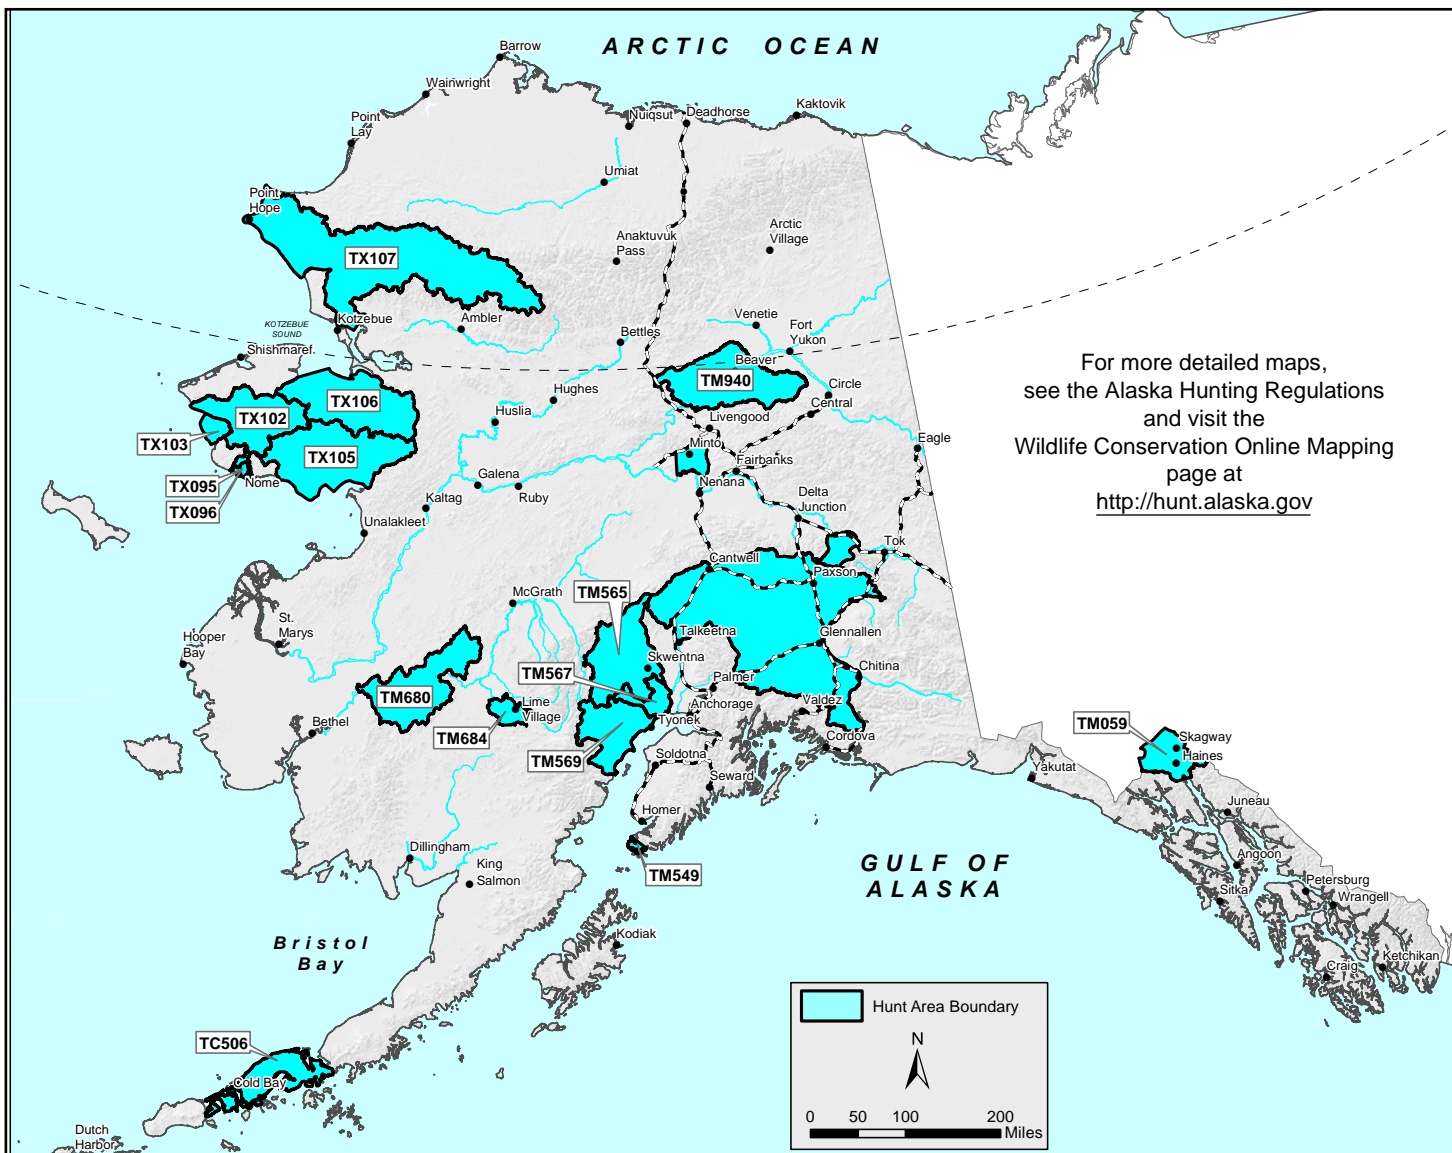 ARCTIC OCEAN
Barrow
Wainwright
Point
Lay
Nuiqsut
Deadhorse
Kaktovik
Umiat
Point
Hope
Arctic
Village
Anaktuvuk
Pass
TX107
Kotzebue
KOTZEBUE
SOUND
Ambler
Shishmaref
Bettles
Venetie
Fort
Yukon
Beaver
TM940
Circle
Central
For more detailed maps,
see the Alaska Hunting Regulations
and visit the
Wildlife Conservation Online Mapping
page at
http://hunt.alaska.gov
TX106
TX102
TX103
TX105
TX095
TX096
Nome
Hughes
Huslia
Livengood
Minto
Fairbanks
Eagle
Galena
Ruby
Kaltag
Nenana
Unalakleet
Delta
Junction
Tok
Cantwell
Paxson
McGrath
TM565
St.
Marys
Hooper
Bay
Talkeetna
Glennallen
Skwentna
TM567
Chitina
Palmer
TM680
Lime
Village
Anchorage
Valdez
Tyonek
Bethel
TM684
TM569
Cordova
TM059
Skagway
Haines
Yakutat
Soldotna
Seward
Juneau
Homer
Dillingham
King
Salmon
TM549
GULF OF
ALASKA
Angoon
Sitka
Petersburg
Wrangell
Kodiak
Bristol
Bay
Craig
Ketchikan
TC506
Cold Bay
Dutch
Harbor
Hunt Area Boundary
N
0 50 100 200
Miles